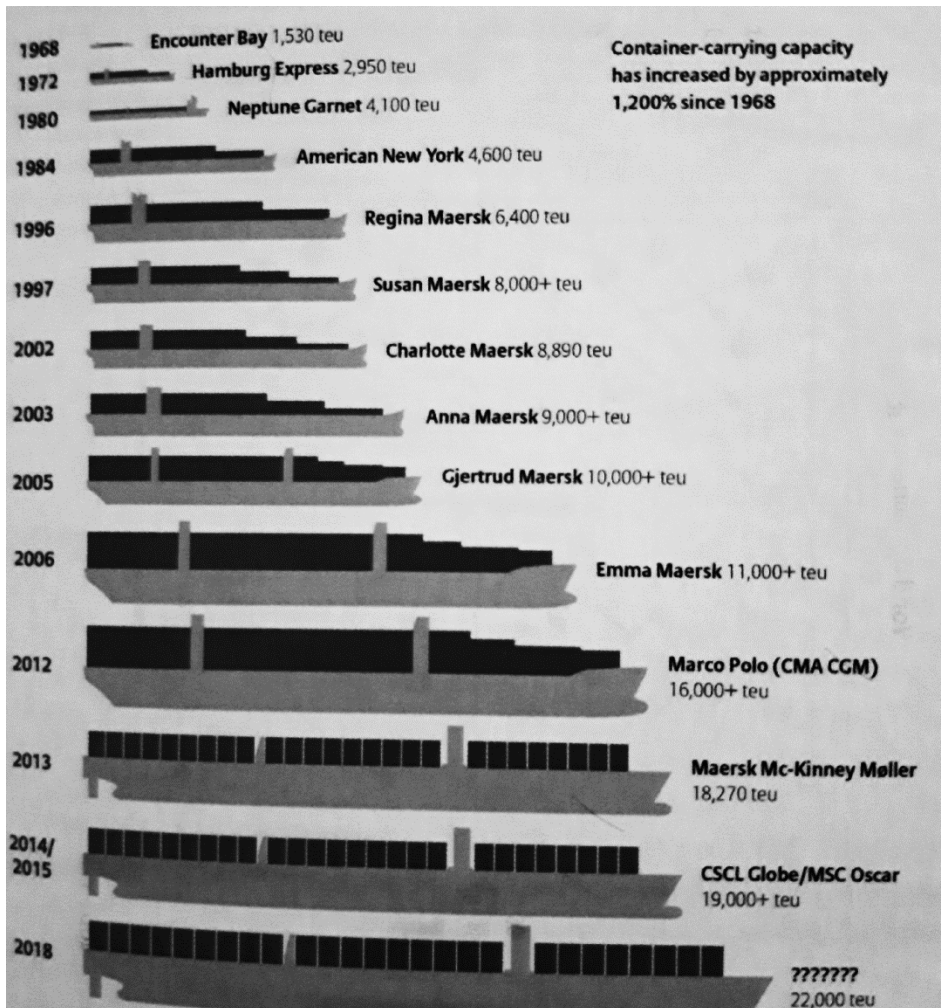 Container-carrying capacity
has increased by approximately
1,200% since 1968
1968 Encounter Bay 1,530 teu
1972 Hamburg Express 2,950 teu
1980 Neptune Garnet 4,100 teu
1984 American New York 4,600 teu
1996 Regina Maersk 6,400 teu
1997 Susan Maersk 8,000+ teu
2002 Charlotte Maersk 8,890 teu
2003 Anna Maersk 9,000+ teu
2005 Gjertrud Maersk 10,000+ teu
2006 Emma Maersk 11,000+ teu
2012 Marco Polo (CMA CGM)
16,000+ teu
2013 Maersk Mc-Kinney Møller
18,270 teu
2014/
2015 CSCL Globe/MSC Oscar
19,000+ teu
2018 ???????
22,000 teu